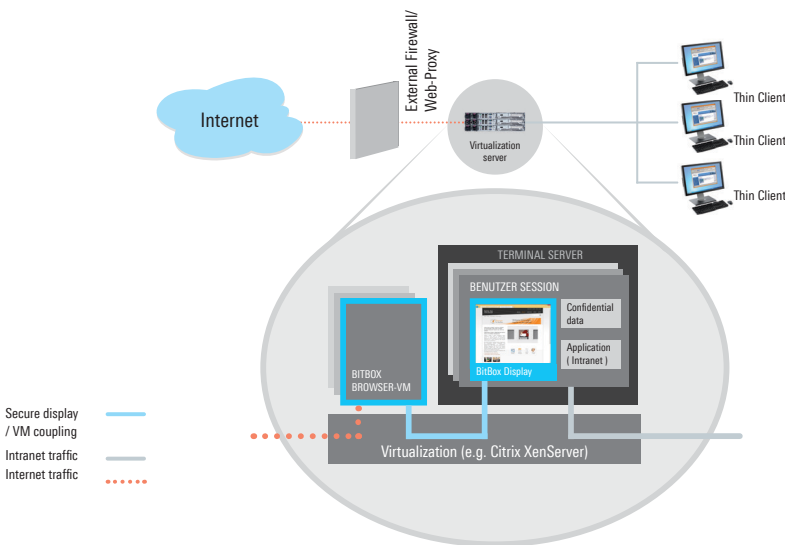 External Firewall/
Web-Proxy
Internet
Virtualization
server
Thin Client
Thin Client
Thin Client
TERMINAL SERVER
BENUTZER SESSION
Confidential
data
Application
( Intranet )
BitBox Display
BITBOX
BROWSER-VM
Virtualization (e.g. Citrix XenServer)
Secure display
/ VM coupling
Intranet traffic
Internet traffic